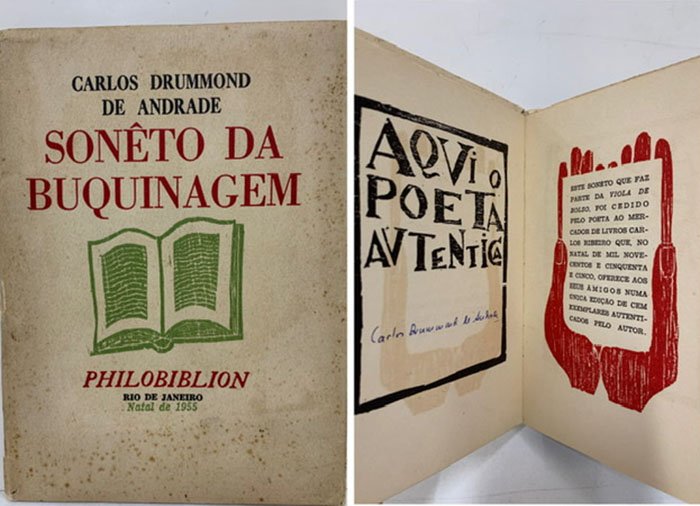 CARLOS DRUMMOND
DE ANDRADE
SONÊTO DA
BUQUINAGEM
PHILOBIBLION
RIO DE JANEIRO
Natal de 1955
AQUI O
POETA
AUTENTICA
Carlos Drummond de Andrade
ESTE SONÊTO QUE FAZ
PARTE DA VIOLA DE
BOLSO, FOI CEDIDO
PELO POETA AO MER-
CADOR DE LIVROS CAR-
LOS RIBEIRO QUE, NO
NATAL DE MIL NOVE-
CENTOS E CINQUENTA
E CINCO, OFERECE AOS
SEUS AMIGOS NUMA
ÚNICA EDIÇÃO DE CEM
EXEMPLARES AUTENTI-
CADOS PELO AUTOR.